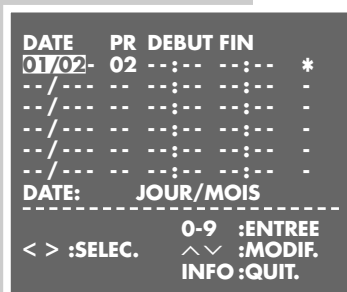 DATE PR DEBUT FIN
01/02- 02 --:-- --:-- *
--/--- -- --:-- --:-- -
--/--- -- --:-- --:-- -
--/--- -- --:-- --:-- -
--/--- -- --:-- --:-- -
--/--- -- --:-- --:-- -
DATE: JOUR/MOIS
0-9 :ENTREE
< > :SELEC. ︿﹀ :MODIF.
INFO :QUIT.